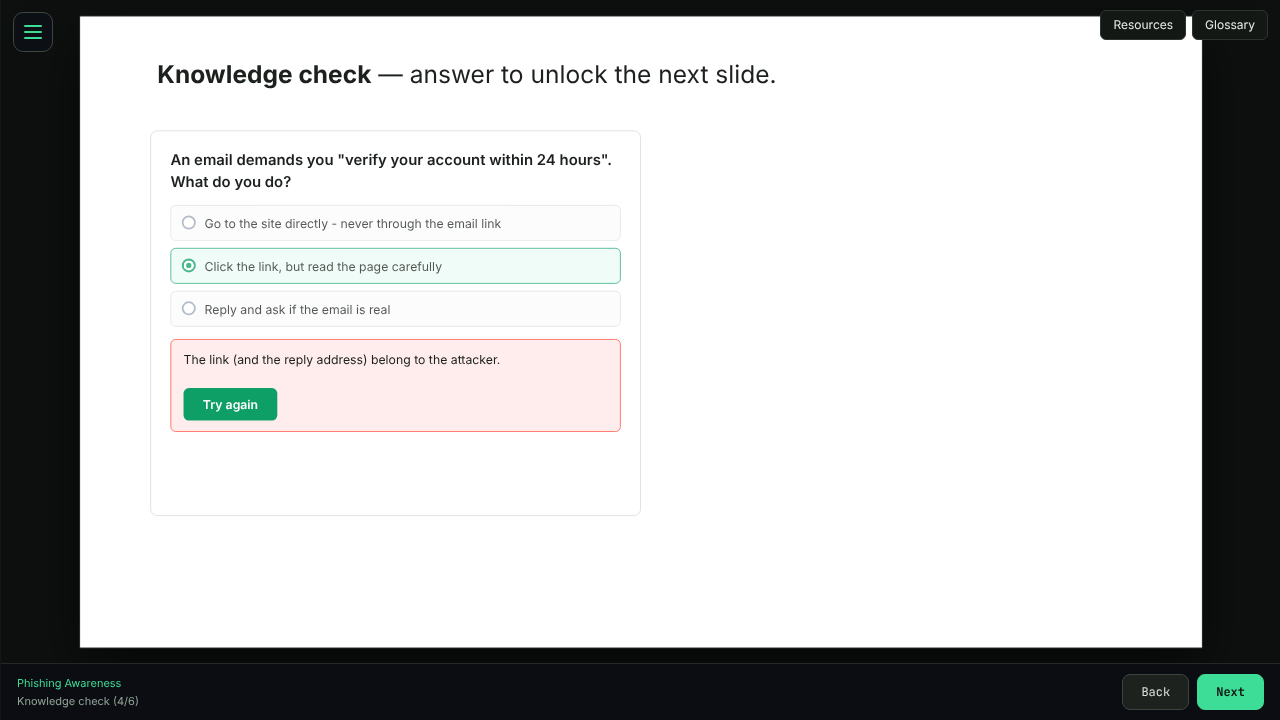 Resources
Glossary
Knowledge check — answer to unlock the next slide.
An email demands you "verify your account within 24 hours".
What do you do?
Go to the site directly - never through the email link
Click the link, but read the page carefully
Reply and ask if the email is real
The link (and the reply address) belong to the attacker.
Try again
Phishing Awareness
Knowledge check (4/6)
Back
Next